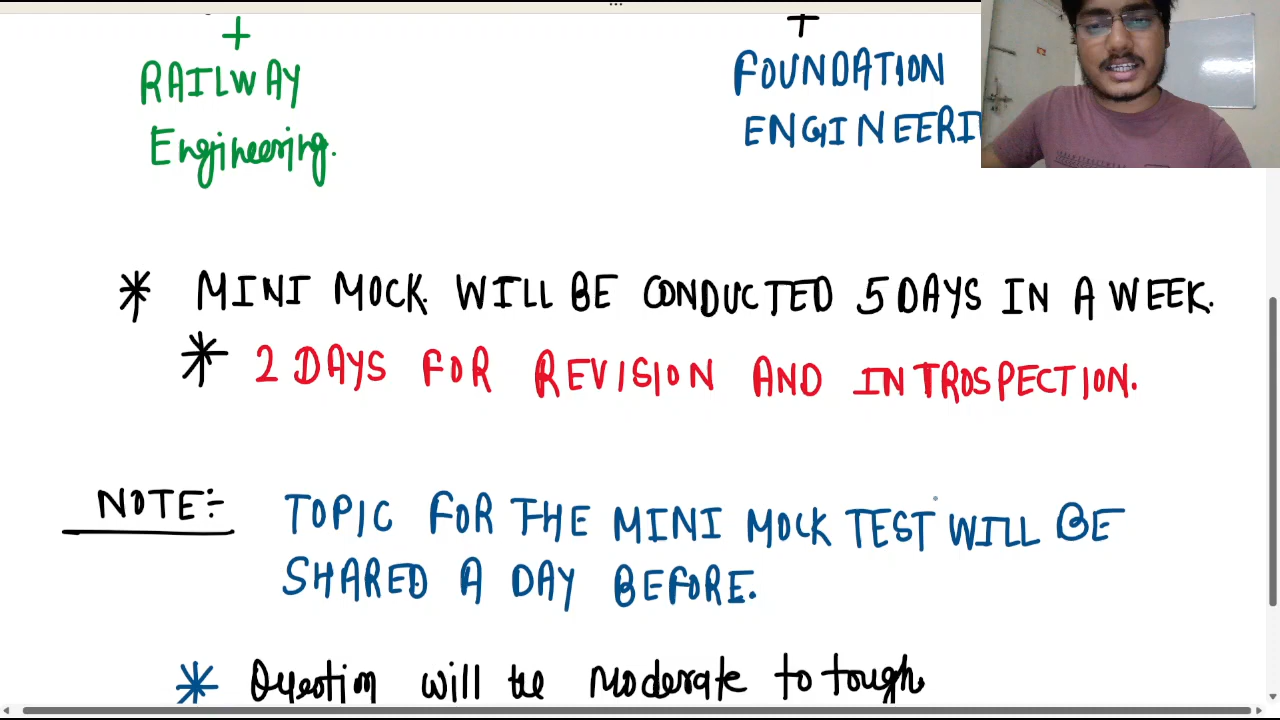 + +
RAILWAY
Engineering.
FOUNDATION
ENGINEERI
* MINI MOCK WILL BE CONDUCTED 5 DAYS IN A WEEK.
* 2 DAYS FOR REVISION AND INTROSPECTION.
NOTE:- TOPIC FOR THE MINI MOCK TEST WILL BE
SHARED A DAY BEFORE.
* Question will be moderate to tough.